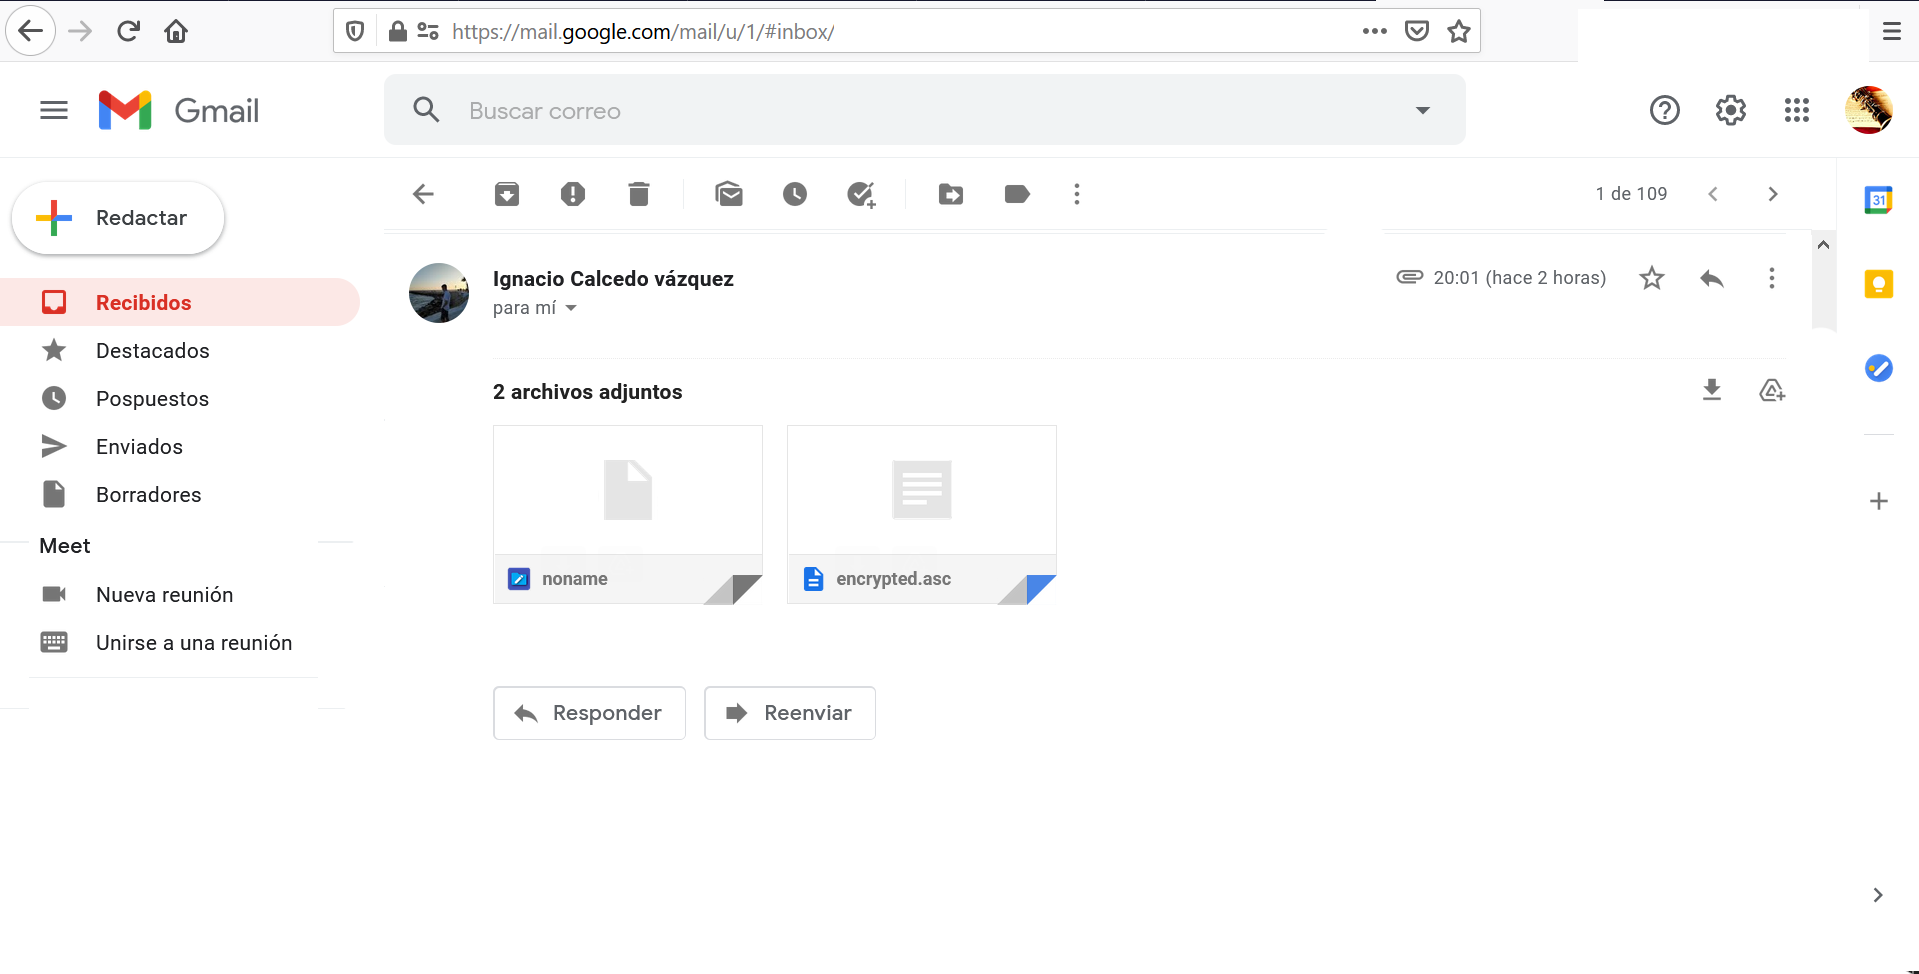 https://mail.google.com/mail/u/1/#inbox/
Gmail
Buscar correo
Redactar
1 de 109
31
Recibidos
Destacados
Pospuestos
Enviados
Borradores
Meet
Nueva reunión
Unirse a una reunión
Ignacio Calcedo vázquez
20:01 (hace 2 horas)
para mí
2 archivos adjuntos
noname
encrypted.asc
Responder
Reenviar